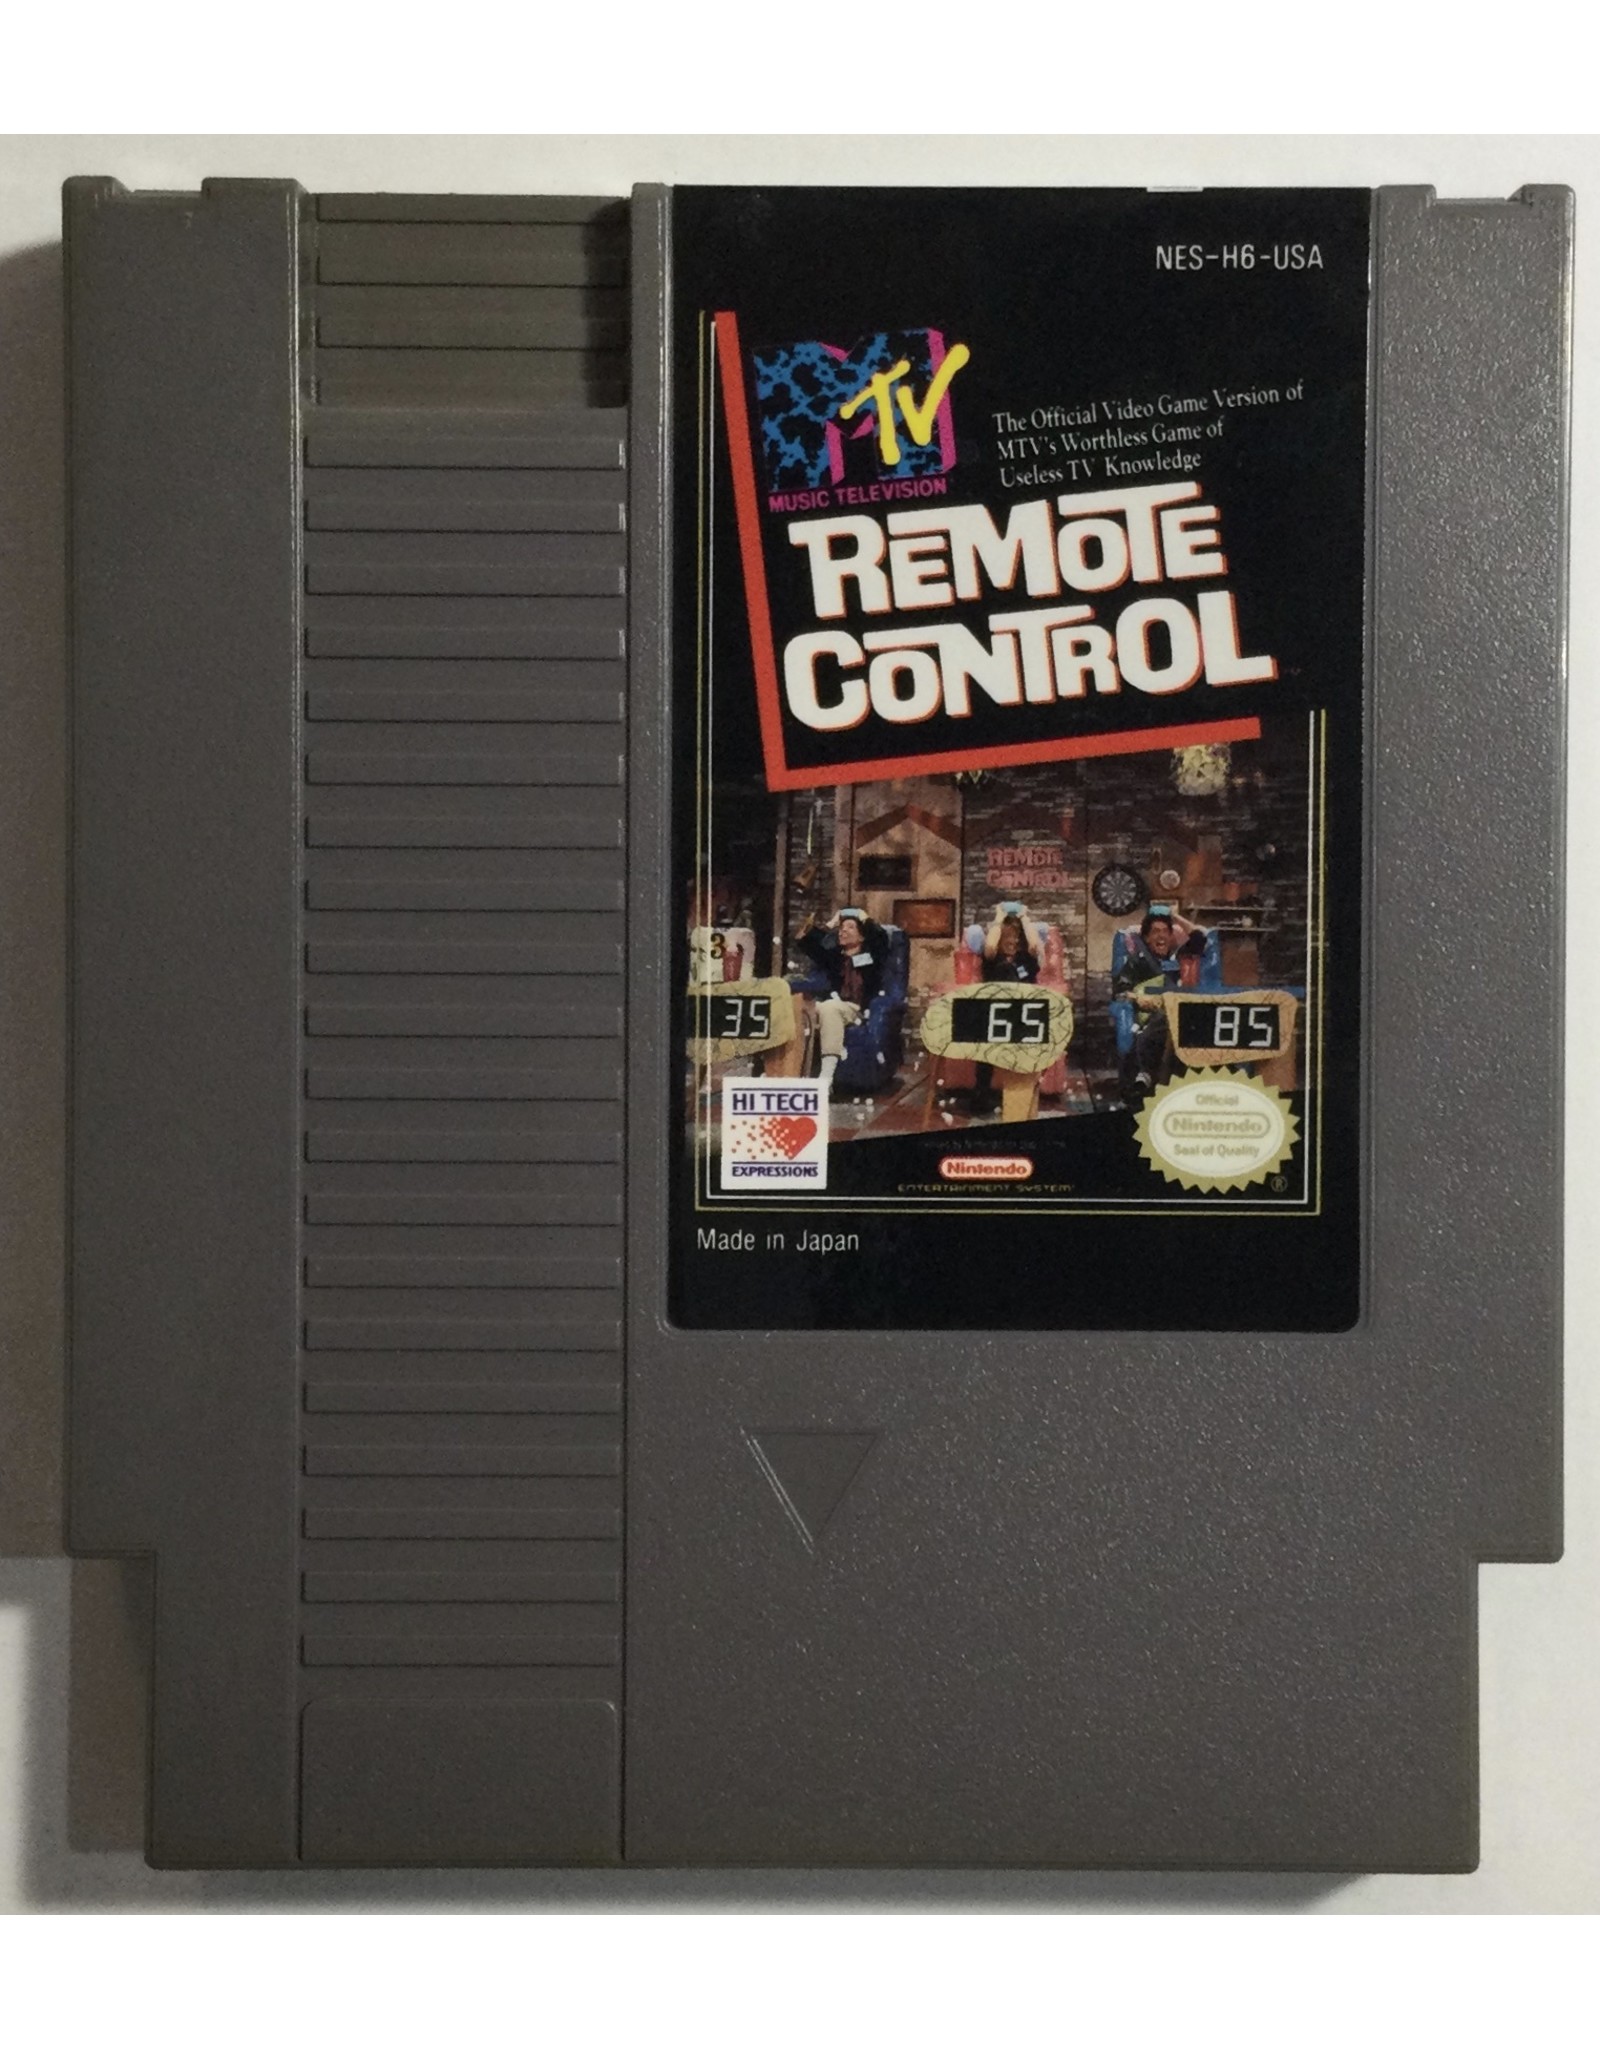 NES-H6-USA
MTV
MUSIC TELEVISION
The Official Video Game Version of
MTV's Worthless Game of
Useless TV Knowledge
REMOTE
CONTROL
REMOTE
CONTROL
3
35
65
85
HI TECH
EXPRESSIONS
Official
Nintendo
Seal of Quality
®
Nintendo
ENTERTAINMENT SYSTEM
Made in Japan